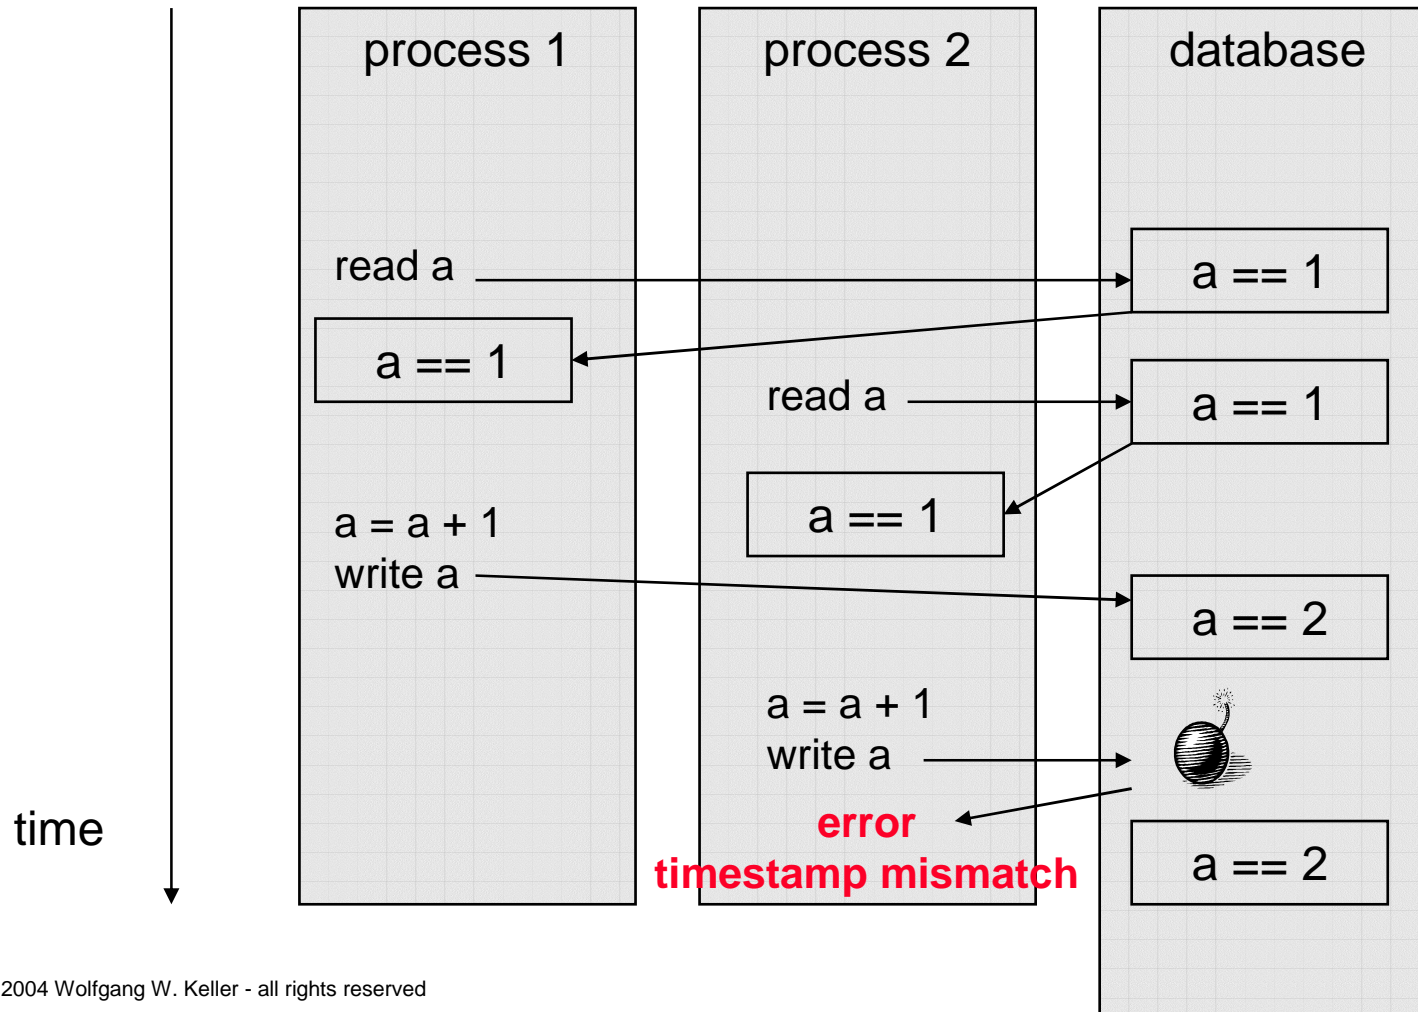 process 1
process 2
database
read a
a == 1
a == 1
read a
a == 1
a = a + 1
write a
a == 1
a == 2
a = a + 1
write a
time
error
timestamp mismatch
a == 2
2004 Wolfgang W. Keller - all rights reserved